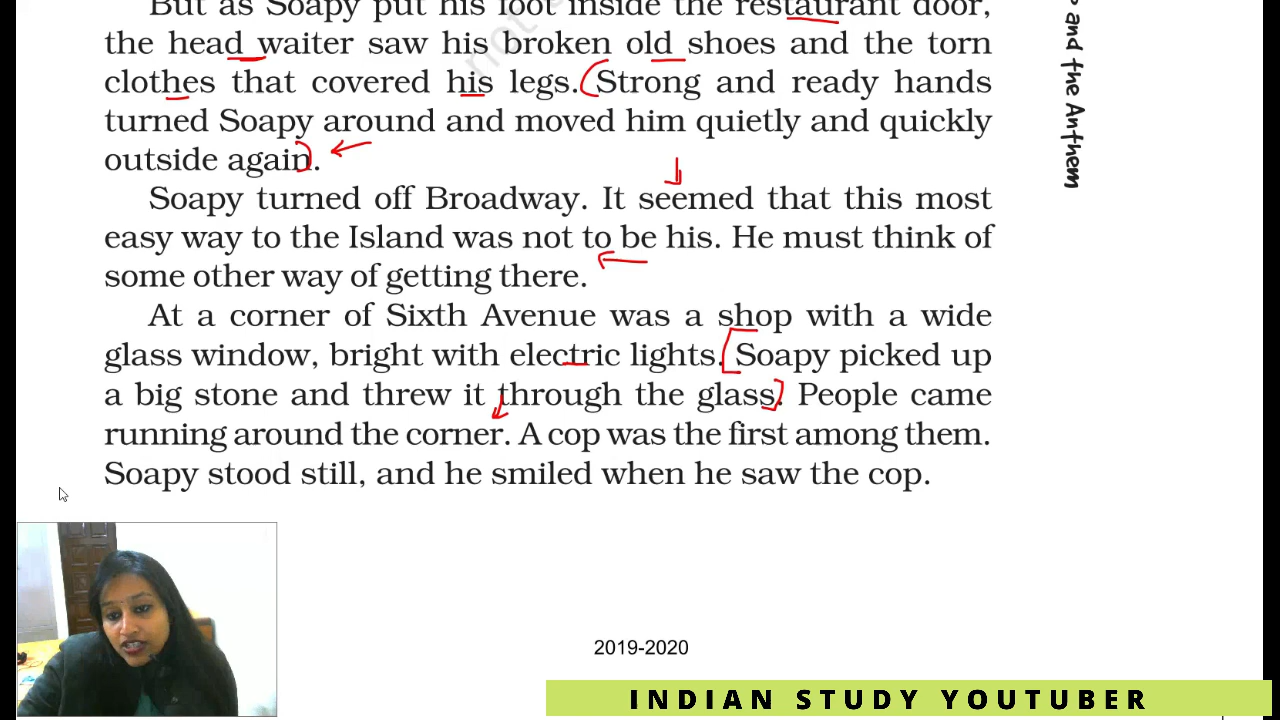 But as Soapy put his foot inside the restaurant door,
the head waiter saw his broken old shoes and the torn
clothes that covered his legs. Strong and ready hands
turned Soapy around and moved him quietly and quickly
outside again.
Soapy turned off Broadway. It seemed that this most
easy way to the Island was not to be his. He must think of
some other way of getting there.
At a corner of Sixth Avenue was a shop with a wide
glass window, bright with electric lights. Soapy picked up
a big stone and threw it through the glass. People came
running around the corner. A cop was the first among them.
Soapy stood still, and he smiled when he saw the cop.
and the Anthem
2019-2020
INDIAN STUDY YOUTUBER